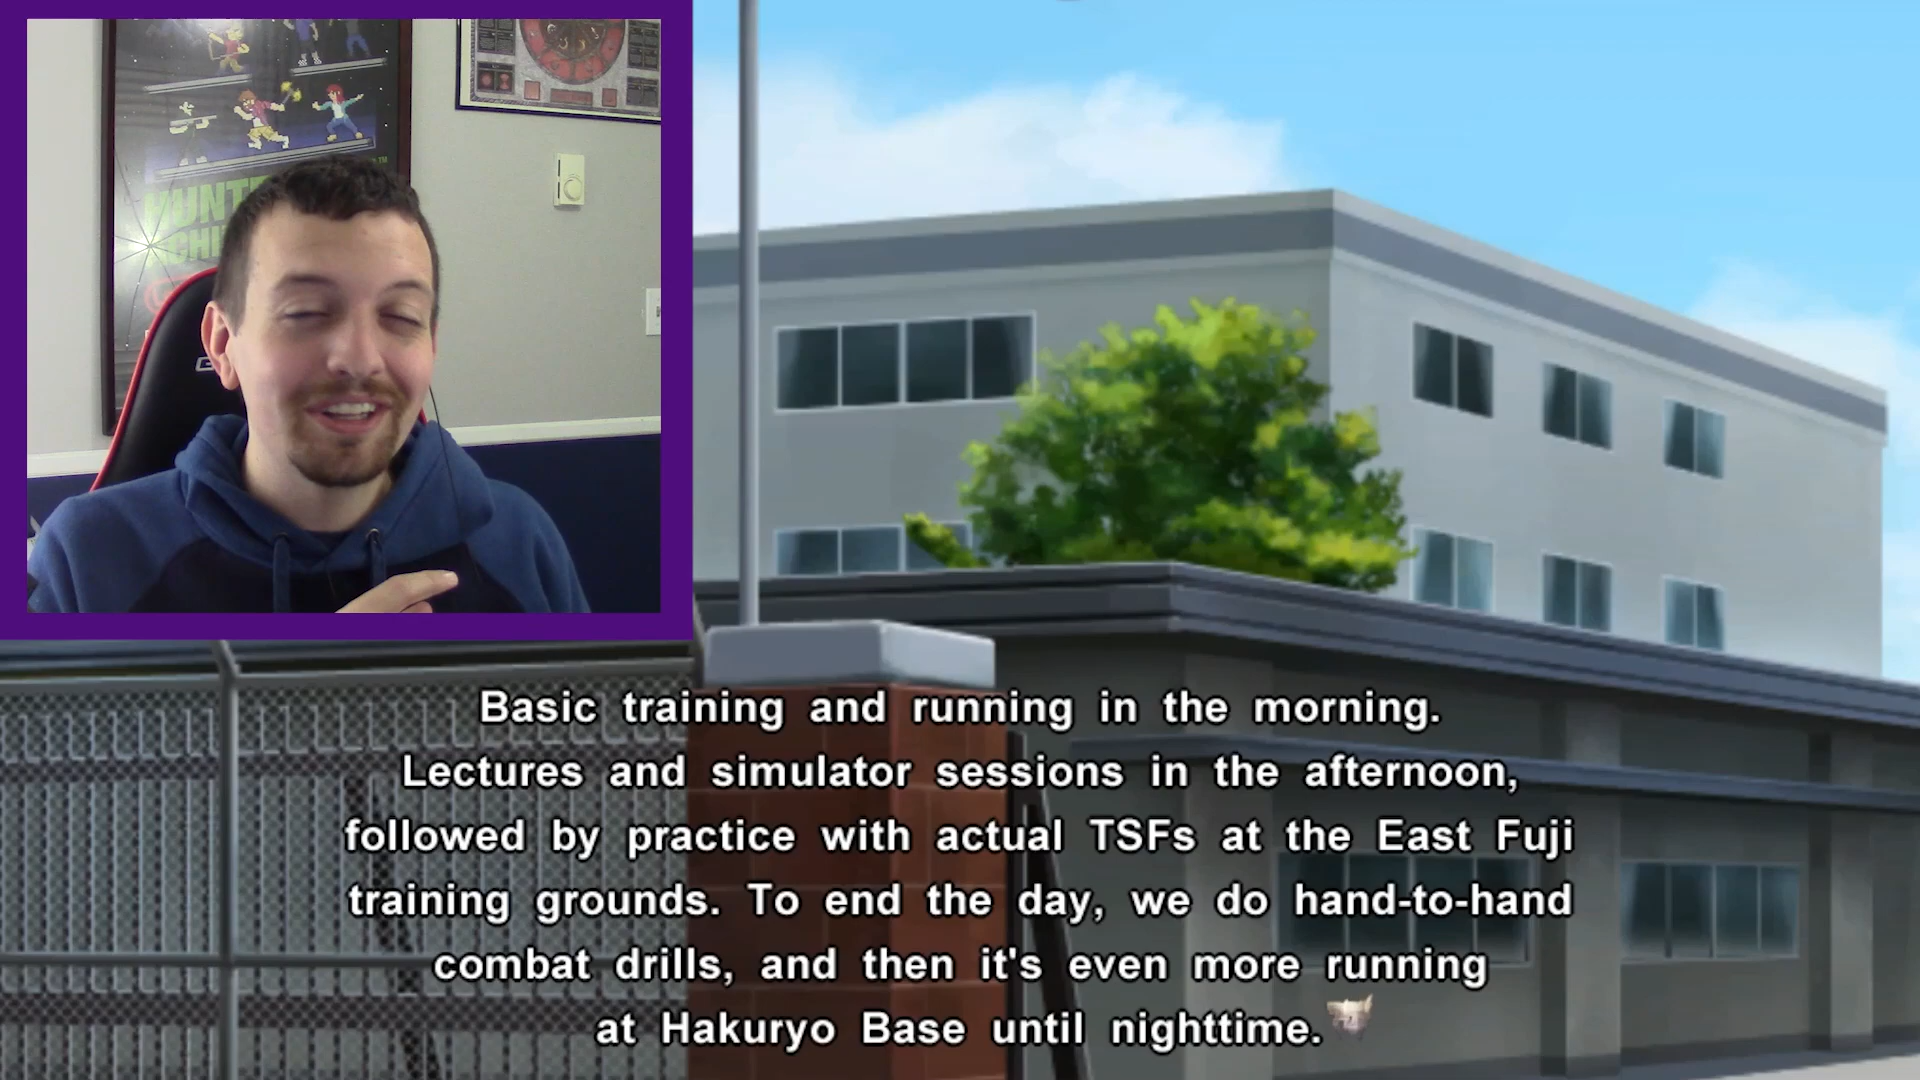 HUNTE
ACHI
Basic training and running in the morning.
Lectures and simulator sessions in the afternoon,
followed by practice with actual TSFs at the East Fuji
training grounds. To end the day, we do hand-to-hand
combat drills, and then it's even more running
at Hakuryo Base until nighttime.